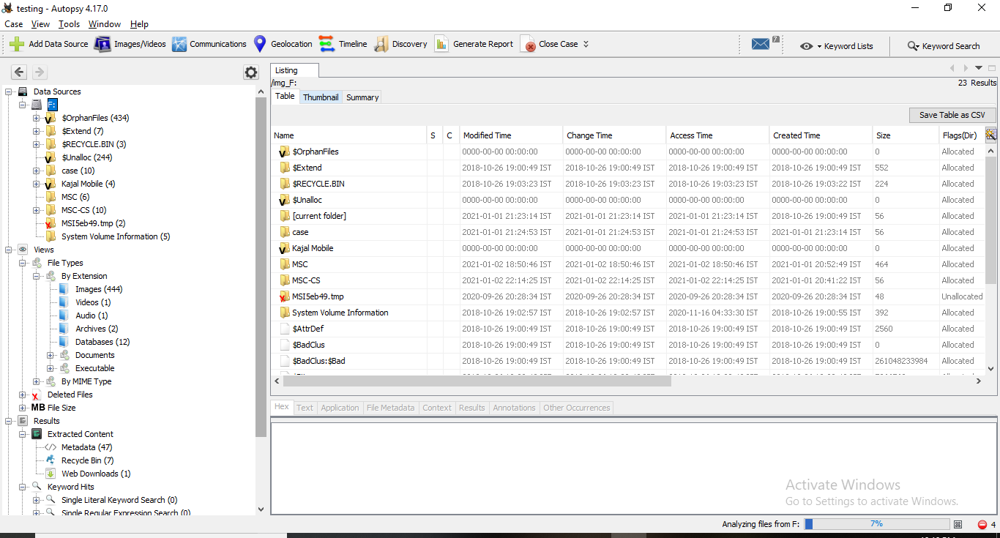 testing - Autopsy 4.17.0
Case View Tools Window Help
Add Data Source Images/Videos Communications Geolocation Timeline Discovery Generate Report Close Case 7 Keyword Lists Keyword Search
Listing
/img_F: 23 Results
Table Thumbnail Summary
Save Table as CSV
Data Sources
F:
$OrphanFiles (434)
$Extend (7)
$RECYCLE.BIN (3)
$Unalloc (244)
case (10)
Kajal Mobile (4)
MSC (6)
MSC-CS (10)
MSI5eb49.tmp (2)
System Volume Information (5)
Views
File Types
By Extension
Images (444)
Videos (1)
Audio (1)
Archives (2)
Databases (12)
Documents
Executable
By MIME Type
Deleted Files
MB File Size
Results
Extracted Content
Metadata (47)
Recycle Bin (7)
Web Downloads (1)
Keyword Hits
Single Literal Keyword Search (0)
Single Regular Expression Search (0)
Name S C Modified Time Change Time Access Time Created Time Size Flags(Dir)
$OrphanFiles 0000-00-00 00:00:00 0000-00-00 00:00:00 0000-00-00 00:00:00 0000-00-00 00:00:00 0 Allocated
$Extend 2018-10-26 19:00:49 IST 2018-10-26 19:00:49 IST 2018-10-26 19:00:49 IST 2018-10-26 19:00:49 IST 552 Allocated
$RECYCLE.BIN 2018-10-26 19:03:23 IST 2018-10-26 19:03:23 IST 2018-10-26 19:03:23 IST 2018-10-26 19:03:22 IST 224 Allocated
$Unalloc 0000-00-00 00:00:00 0000-00-00 00:00:00 0000-00-00 00:00:00 0000-00-00 00:00:00 0 Allocated
[current folder] 2021-01-01 21:23:14 IST 2021-01-01 21:23:14 IST 2021-01-01 21:23:14 IST 2018-10-26 19:00:49 IST 56 Allocated
case 2021-01-01 21:24:53 IST 2021-01-01 21:24:53 IST 2021-01-01 21:24:53 IST 2021-01-01 21:23:14 IST 56 Allocated
Kajal Mobile 0000-00-00 00:00:00 0000-00-00 00:00:00 0000-00-00 00:00:00 0000-00-00 00:00:00 0 Allocated
MSC 2021-01-02 18:50:46 IST 2021-01-02 18:50:46 IST 2021-01-02 18:50:46 IST 2021-01-01 20:52:49 IST 464 Allocated
MSC-CS 2021-01-02 22:14:25 IST 2021-01-02 22:14:25 IST 2021-01-02 22:14:25 IST 2021-01-01 20:41:22 IST 56 Allocated
MSI5eb49.tmp 2020-09-26 20:28:34 IST 2020-09-26 20:28:34 IST 2020-09-26 20:28:34 IST 2020-09-26 20:28:34 IST 48 Unallocated
System Volume Information 2018-10-26 19:02:57 IST 2018-10-26 19:02:57 IST 2020-11-16 04:33:30 IST 2018-10-26 19:00:55 IST 392 Allocated
$AttrDef 2018-10-26 19:00:49 IST 2018-10-26 19:00:49 IST 2018-10-26 19:00:49 IST 2018-10-26 19:00:49 IST 2560 Allocated
$BadClus 2018-10-26 19:00:49 IST 2018-10-26 19:00:49 IST 2018-10-26 19:00:49 IST 2018-10-26 19:00:49 IST 0 Allocated
$BadClus:$Bad 2018-10-26 19:00:49 IST 2018-10-26 19:00:49 IST 2018-10-26 19:00:49 IST 2018-10-26 19:00:49 IST 261048233984 Allocated
Hex Text Application File Metadata Context Results Annotations Other Occurrences
Activate Windows
Go to Settings to activate Windows.
Analyzing files from F: 7% 4